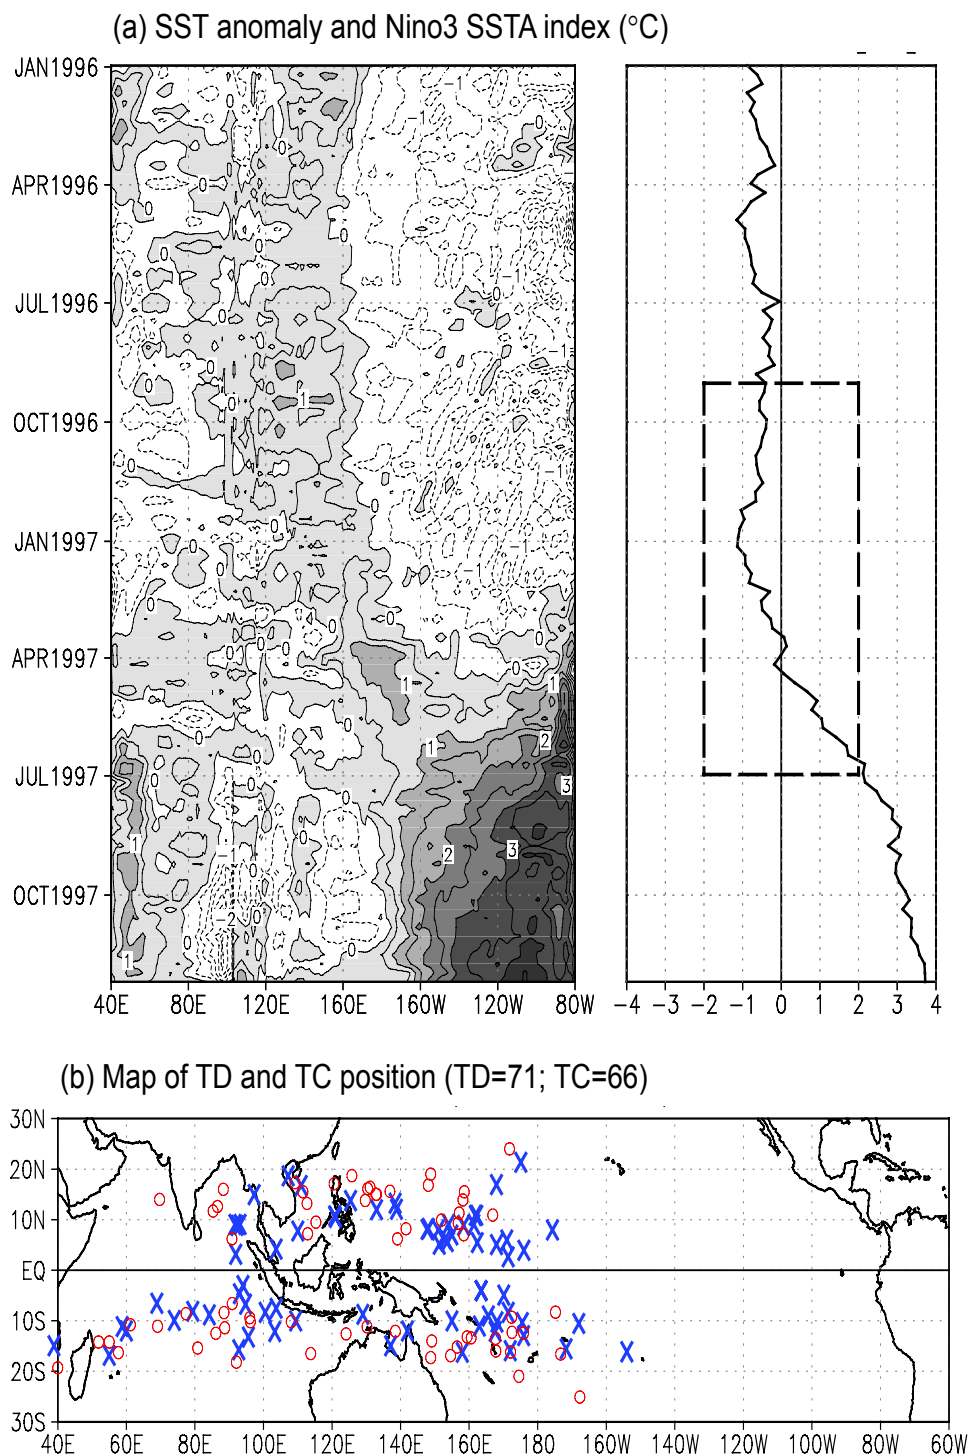 (a) SST anomaly and Nino3 SSTA index (°C)
JAN1996
APR1996
JUL1996
OCT1996
JAN1997
APR1997
JUL1997
OCT1997
40E 80E 120E 160E 160W 120W 80W
-4 -3 -2 -1 0 1 2 3 4
(b) Map of TD and TC position (TD=71; TC=66)
30N
20N
10N
EQ
10S
20S
30S
40E 60E 80E 100E 120E 140E 160E 180 160W 140W 120W 100W 80W 60W